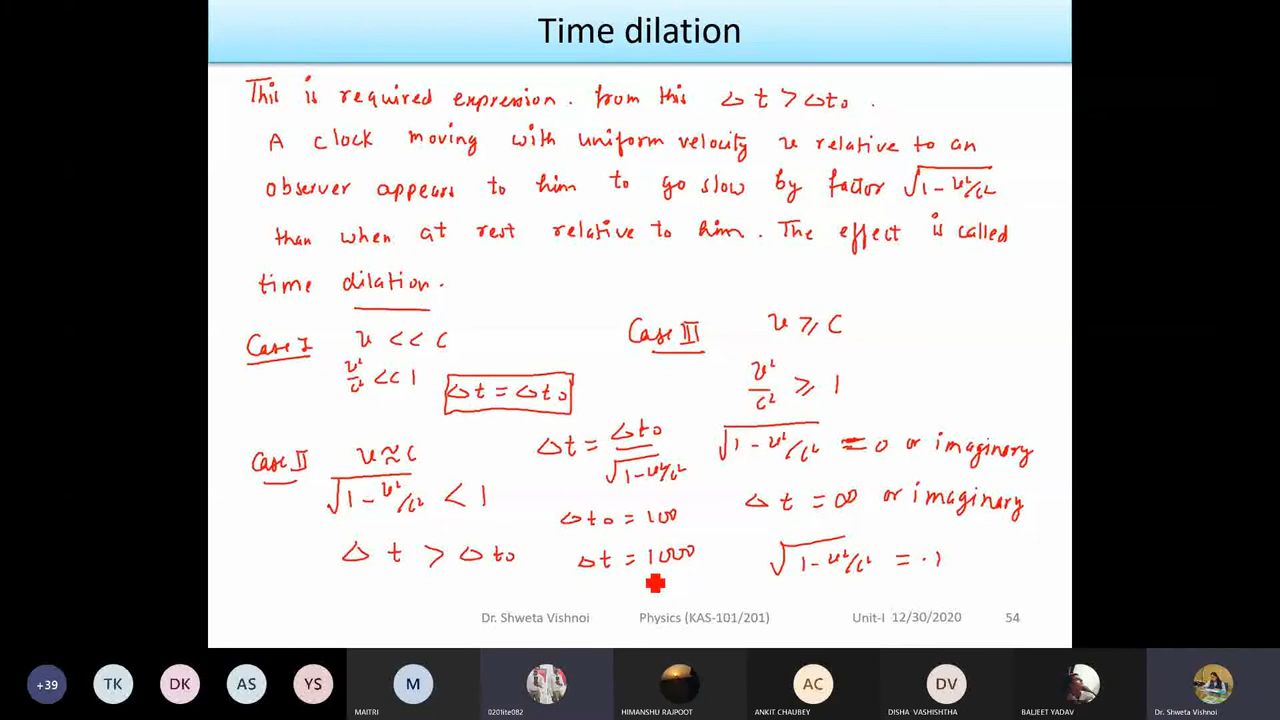 Time dilation
This is required expression. from this Δt > Δt₀.
A clock moving with uniform velocity v relative to an
observer appears to him to go slow by factor √1-v²/c²
than when at rest relative to him. The effect is called
time dilation.
Case I v << c
v²/c² << 1
Δt = Δt₀
Case II v ≈ c
√1-v²/c² < 1
Δt > Δt₀
Δt = Δt₀/√1-v²/c²
Δt₀ = 100
Δt = 1000
Case III v ⩾ c
v²/c² ⩾ 1
√1-v²/c² = 0 or imaginary
Δt = ∞ or imaginary
√1-v²/c² = .1
Dr. Shweta Vishnoi Physics (KAS-101/201) Unit-I 12/30/2020 54
+39 TK DK AS YS M AC DV
MAITRI 0201ite082 HIMANSHU RAJPOOT ANKIT CHAUBEY DISHA VASHISHTHA BALJEET YADAV Dr. Shweta Vishnoi